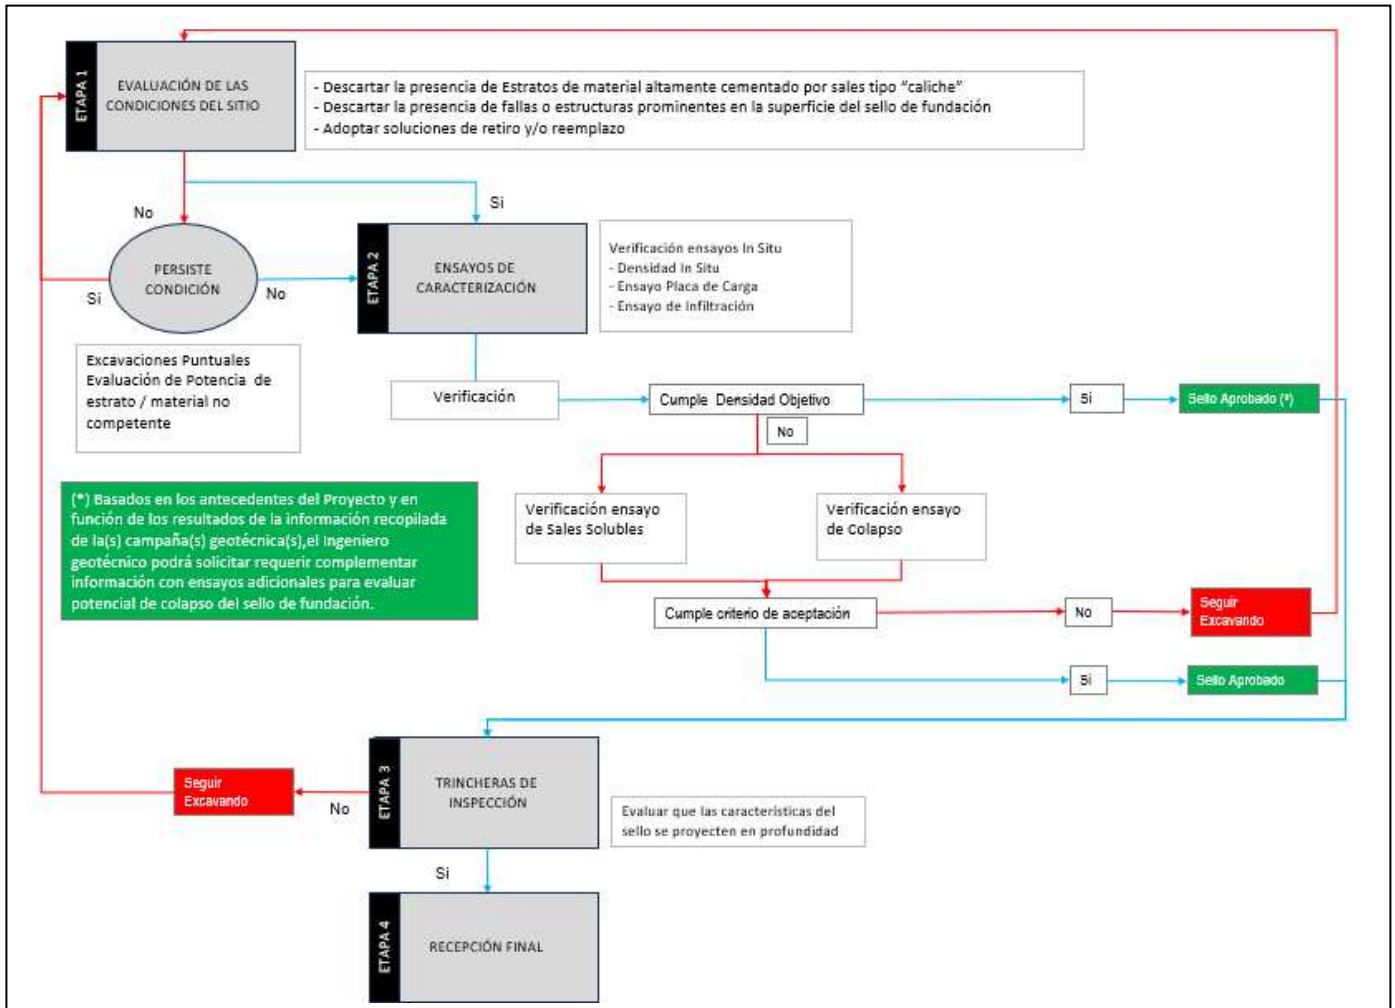 ETAPA 1
EVALUACIÓN DE LAS
CONDICIONES DEL SITIO
- Descartar la presencia de Estratos de material altamente cementado por sales tipo “caliche”
- Descartar la presencia de fallas o estructuras prominentes en la superficie del sello de fundación
- Adoptar soluciones de retiro y/o reemplazo
No
Si
PERSISTE
CONDICIÓN
Si
No
ETAPA 2
ENSAYOS DE
CARACTERIZACIÓN
Verificación ensayos In Situ
- Densidad In Situ
- Ensayo Placa de Carga
- Ensayo de Infiltración
Excavaciones Puntuales
Evaluación de Potencia de
estrato / material no
competente
Verificación
Cumple Densidad Objetivo
Si
Sello Aprobado (*)
No
(*) Basados en los antecedentes del Proyecto y en
función de los resultados de la información recopilada
de la(s) campaña(s) geotécnica(s),el Ingeniero
geotécnico podrá solicitar requerir complementar
información con ensayos adicionales para evaluar
potencial de colapso del sello de fundación.
Verificación ensayo
de Sales Solubles
Verificación ensayo
de Colapso
Cumple criterio de aceptación
No
Seguir
Excavando
Si
Sello Aprobado
Seguir
Excavando
No
ETAPA 3
TRINCHERAS DE
INSPECCIÓN
Evaluar que las características del
sello se proyecten en profundidad
Si
ETAPA 4
RECEPCIÓN FINAL